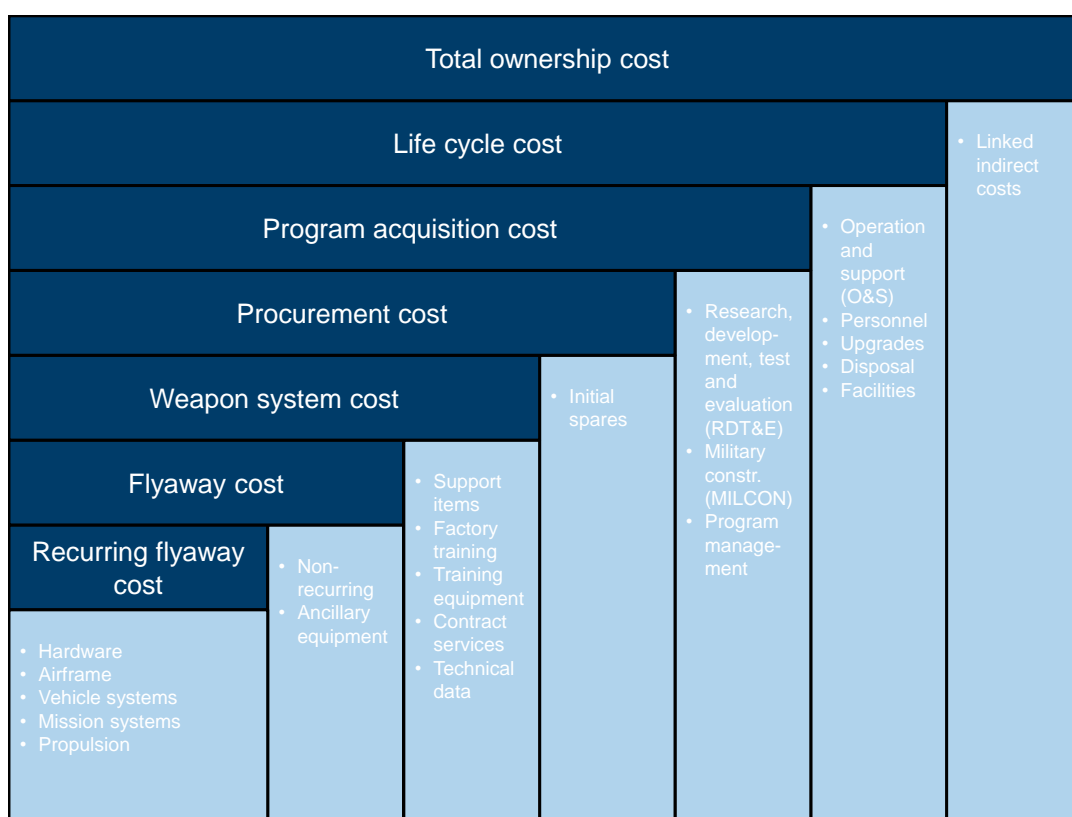 Total ownership cost
Life cycle cost
• Linked
indirect
costs
Program acquisition cost
• Operation
and
support
(O&S)
• Personnel
• Upgrades
• Disposal
• Facilities
Procurement cost
• Research,
develop-
ment, test
and
evaluation
(RDT&E)
• Military
constr.
(MILCON)
• Program
manage-
ment
Weapon system cost
• Initial
spares
Flyaway cost
• Support
items
• Factory
training
• Training
equipment
• Contract
services
• Technical
data
Recurring flyaway
cost
• Non-
recurring
• Ancillary
equipment
• Hardware
• Airframe
• Vehicle systems
• Mission systems
• Propulsion